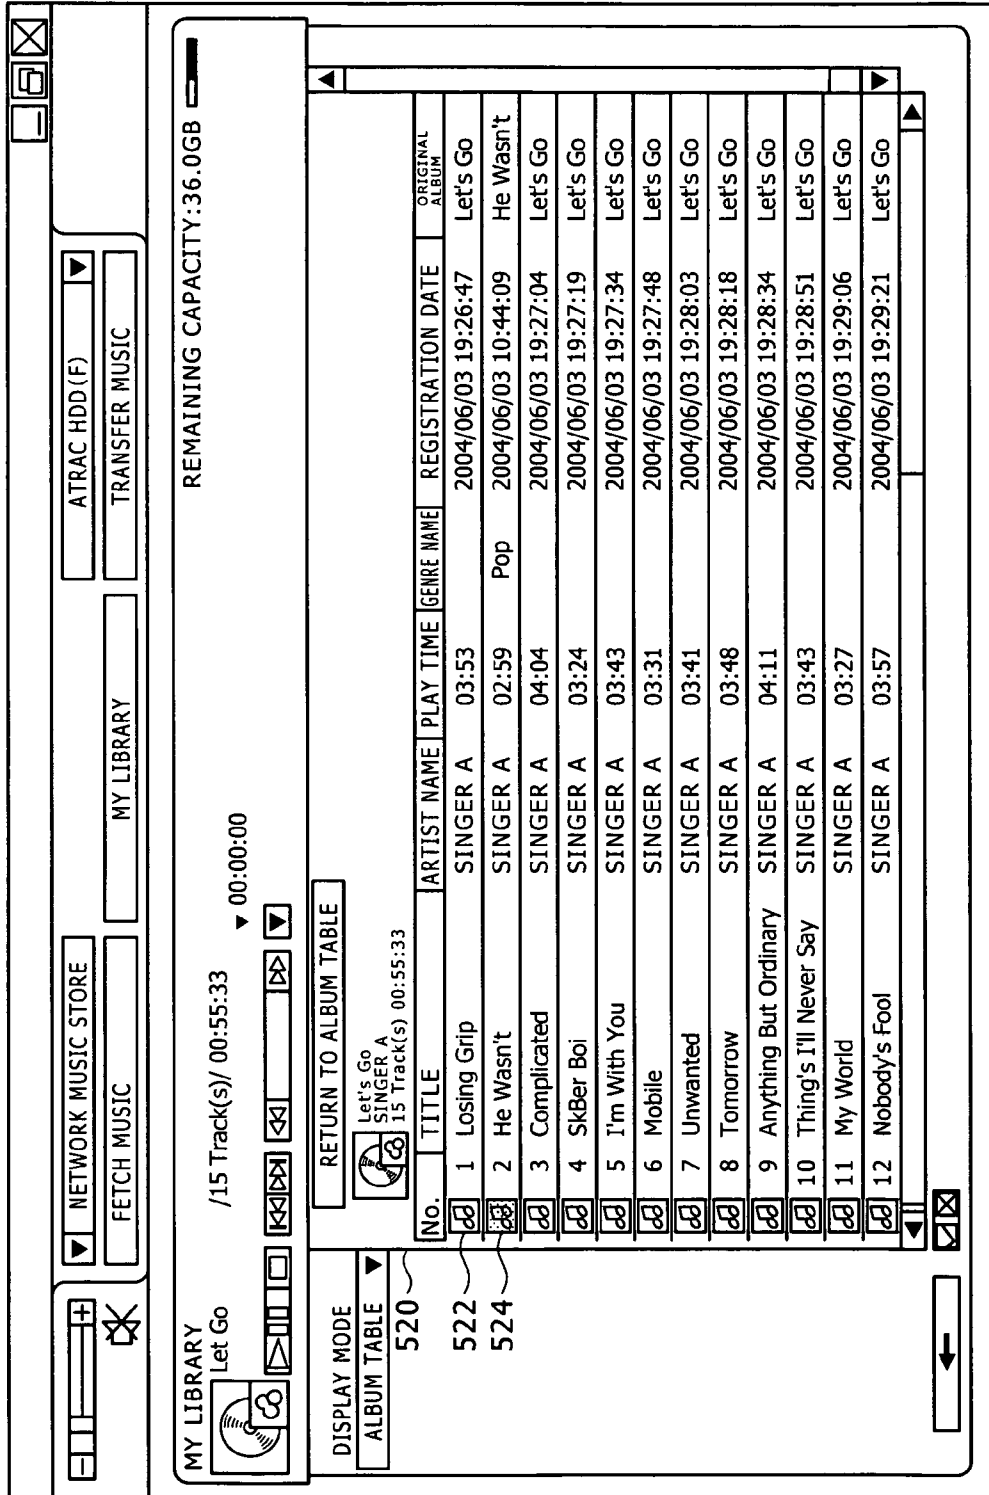 NETWORK MUSIC STORE
ATRAC HDD(F)
FETCH MUSIC
MY LIBRARY
TRANSFER MUSIC
MY LIBRARY
REMAINING CAPACITY:36.0GB
Let Go
/15 Track(s)/ 00:55:33
00:00:00
DISPLAY MODE
ALBUM TABLE
RETURN TO ALBUM TABLE
Let's Go
SINGER A
15 Track(s) 00:55:33
520
522
524
No. TITLE ARTIST NAME PLAY TIME GENRE NAME REGISTRATION DATE ORIGINAL ALBUM
1 Losing Grip SINGER A 03:53 2004/06/03 19:26:47 Let's Go
2 He Wasn't SINGER A 02:59 Pop 2004/06/03 10:44:09 He Wasn't
3 Complicated SINGER A 04:04 2004/06/03 19:27:04 Let's Go
4 Sk8er Boi SINGER A 03:24 2004/06/03 19:27:19 Let's Go
5 I'm With You SINGER A 03:43 2004/06/03 19:27:34 Let's Go
6 Mobile SINGER A 03:31 2004/06/03 19:27:48 Let's Go
7 Unwanted SINGER A 03:41 2004/06/03 19:28:03 Let's Go
8 Tomorrow SINGER A 03:48 2004/06/03 19:28:18 Let's Go
9 Anything But Ordinary SINGER A 04:11 2004/06/03 19:28:34 Let's Go
10 Thing's I'll Never Say SINGER A 03:43 2004/06/03 19:28:51 Let's Go
11 My World SINGER A 03:27 2004/06/03 19:29:06 Let's Go
12 Nobody's Fool SINGER A 03:57 2004/06/03 19:29:21 Let's Go